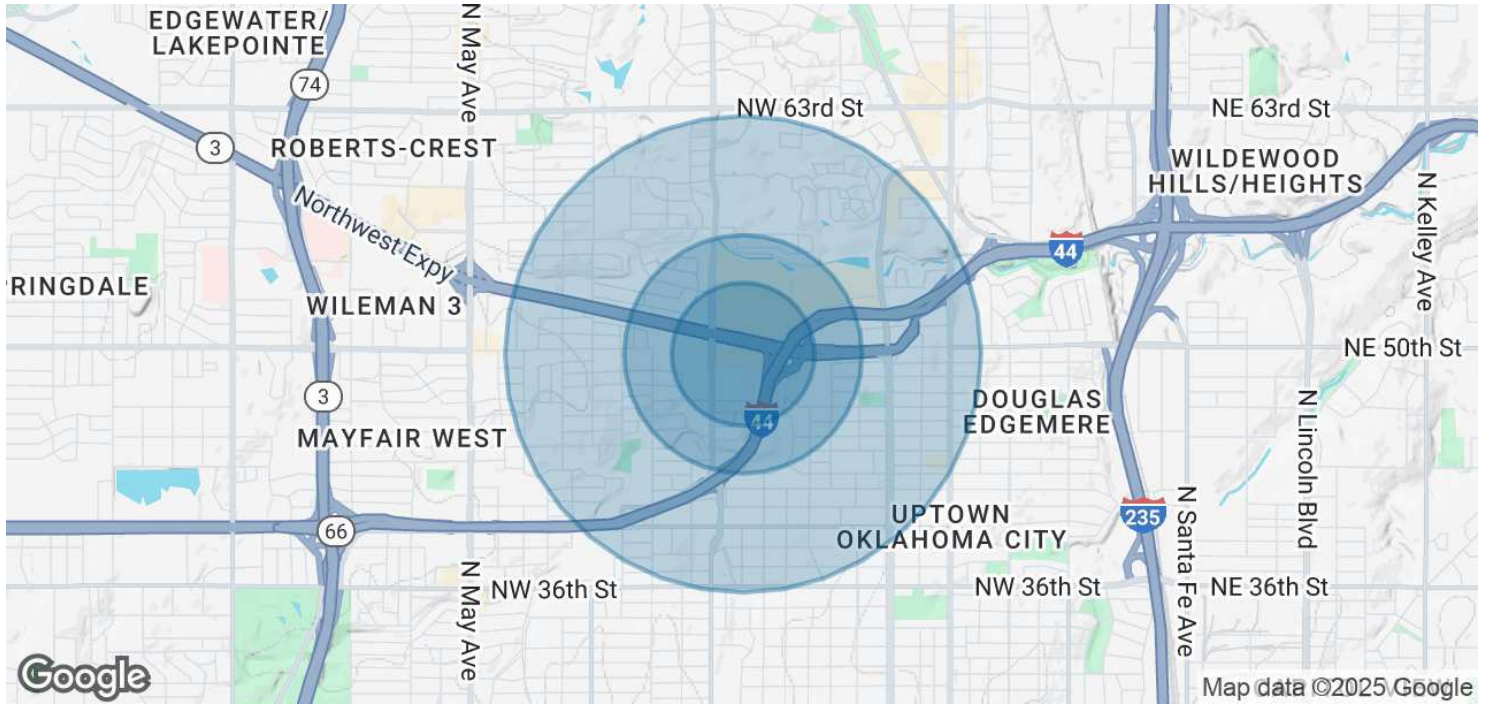 EDGEWATER/
LAKEPOINTE
N May Ave
74
NW 63rd St
NE 63rd St
3
ROBERTS-CREST
WILDEWOOD
HILLS/HEIGHTS
N Kelley Ave
Northwest Expy
44
RINGDALE
WILEMAN 3
NE 50th St
3
DOUGLAS
EDGEMERE
N Lincoln Blvd
44
MAYFAIR WEST
N Santa Fe Ave
66
UPTOWN
OKLAHOMA CITY
235
N May Ave
NW 36th St
NW 36th St
NE 36th St
Google
Map data ©2025 Google